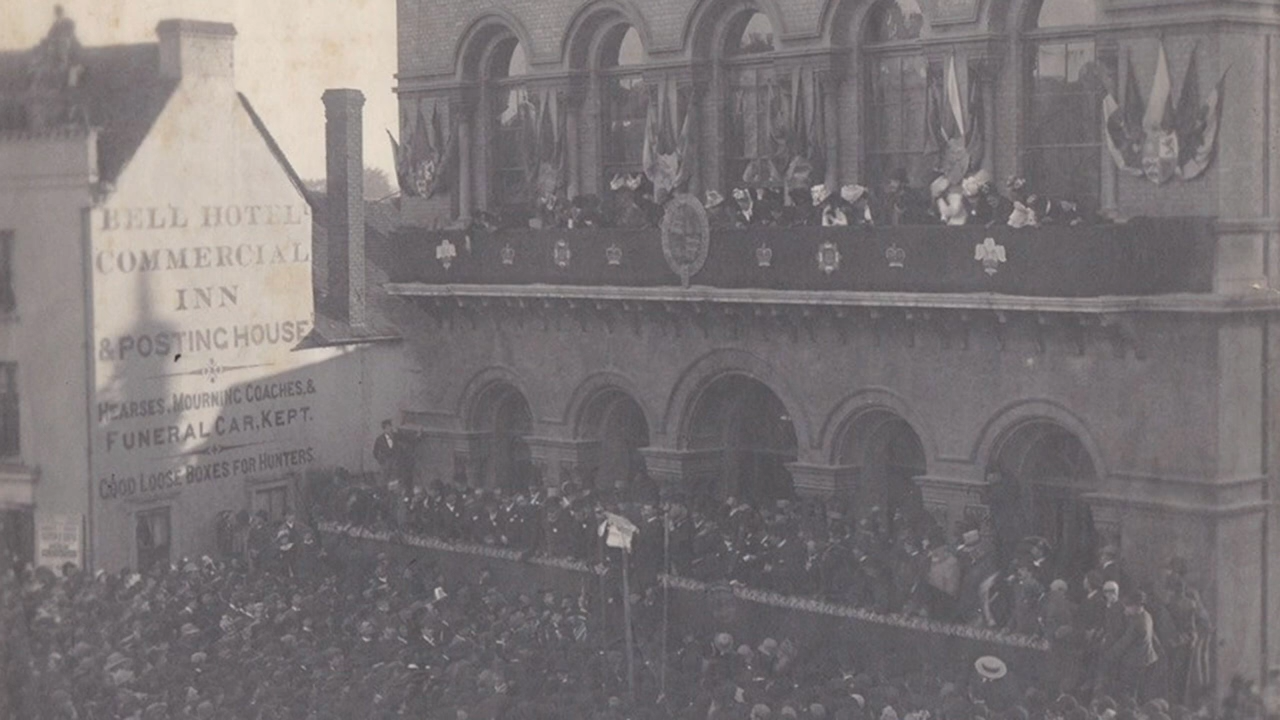 BELL HOTEL
COMMERCIAL
INN
& POSTING HOUSE
HEARSES, MOURNING COACHES, &
FUNERAL CAR, KEPT.
GOOD LOOSE BOXES FOR HUNTERS.